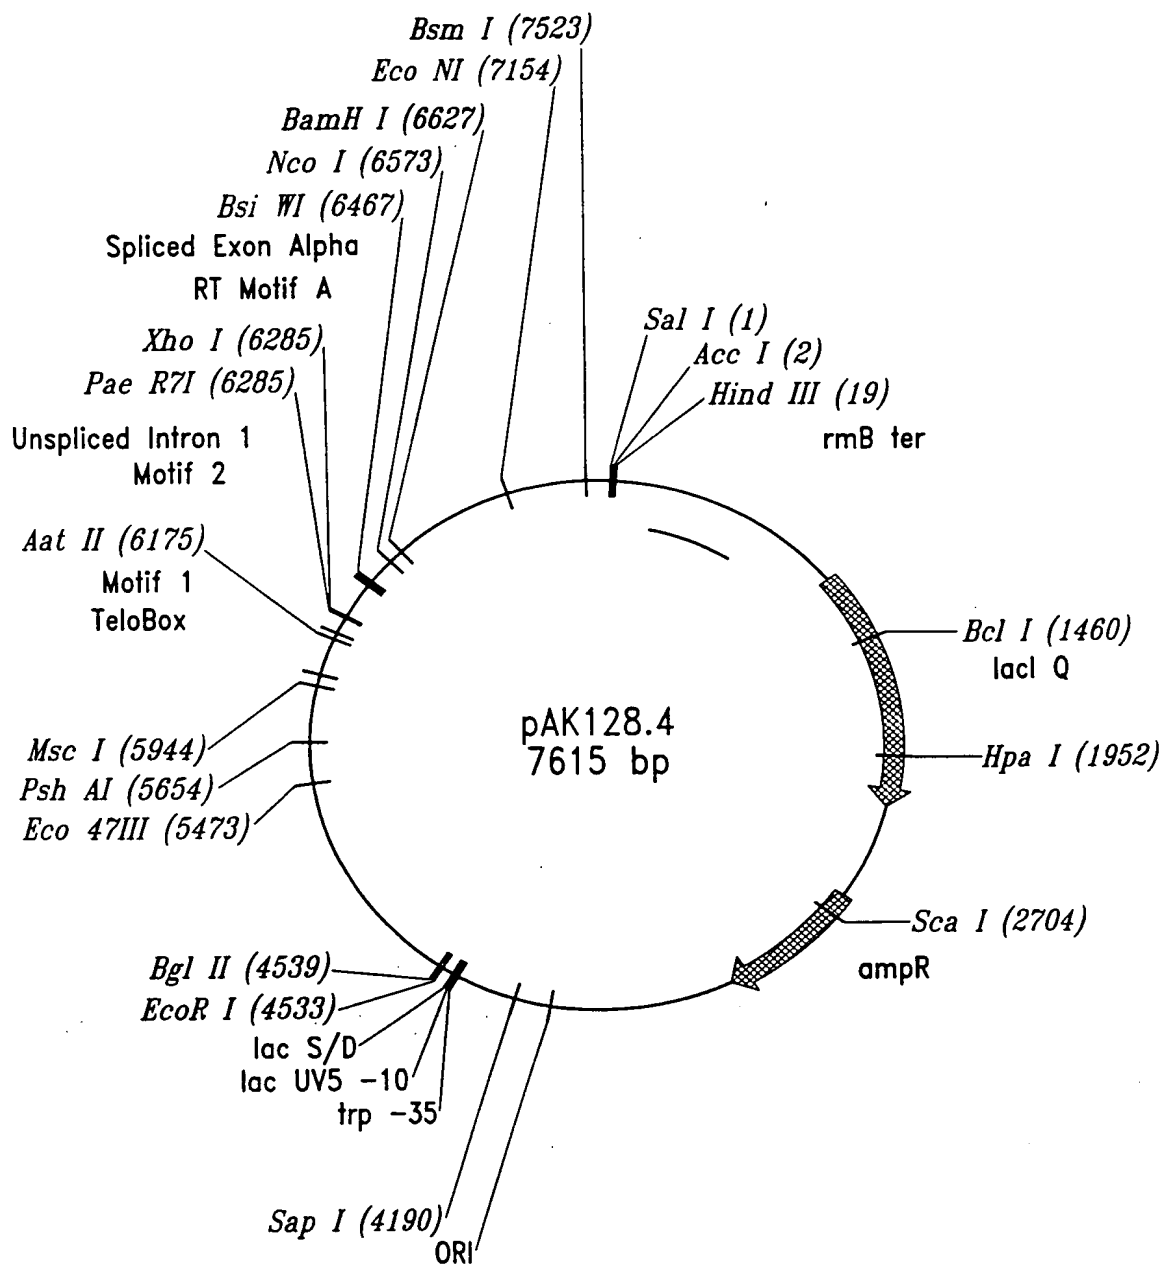 Bsm I (7523)
Eco NI (7154)
BamH I (6627)
Nco I (6573)
Bsi WI (6467)
Spliced Exon Alpha
RT Motif A
Xho I (6285)
Pae R7I (6285)
Unspliced Intron 1
Motif 2
Aat II (6175)
Motif 1
TeloBox
Msc I (5944)
Psh AI (5654)
Eco 47III (5473)
Sal I (1)
Acc I (2)
Hind III (19)
rmB ter
Bcl I (1460)
lacI Q
Hpa I (1952)
Sca I (2704)
ampR
pAK128.4
7615 bp
Bgl II (4539)
EcoR I (4533)
lac S/D
lac UV5 -10
trp -35
Sap I (4190)
ORI